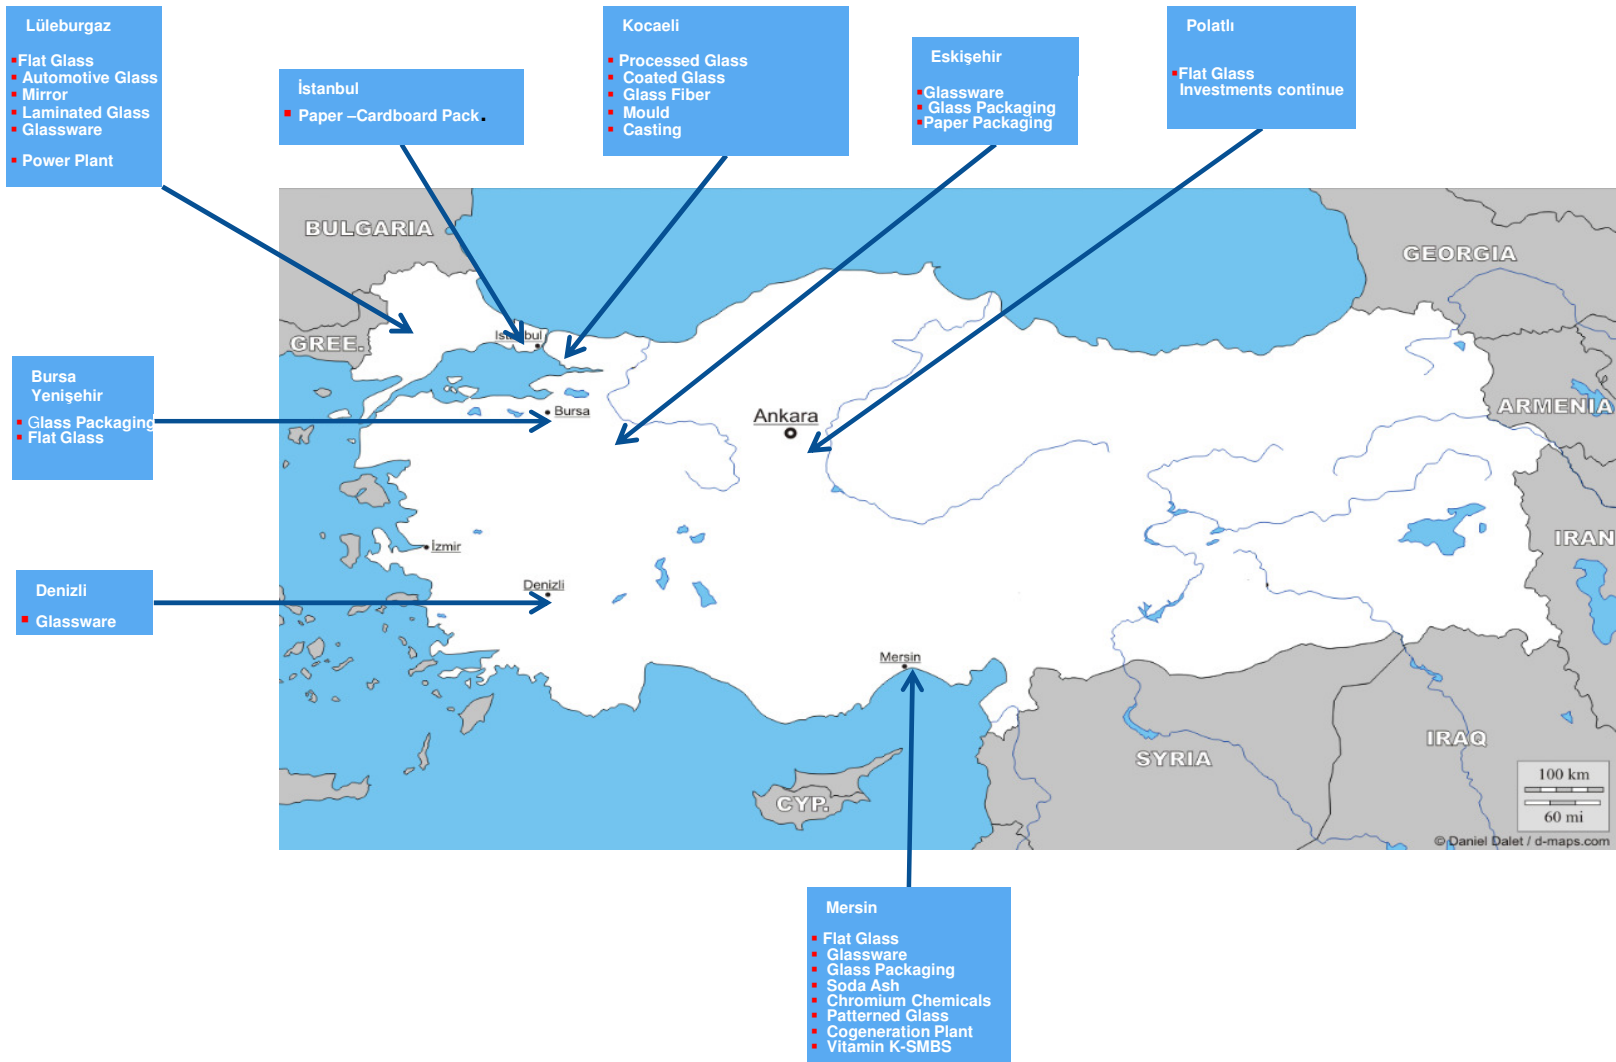 Lüleburgaz
Flat Glass
Automotive Glass
Mirror
Laminated Glass
Glassware
Power Plant
İstanbul
Paper –Cardboard Pack.
Kocaeli
Processed Glass
Coated Glass
Glass Fiber
Mould
Casting
Eskişehir
Glassware
Glass Packaging
Paper Packaging
Polatlı
Flat Glass
Investments continue
BULGARIA
GEORGIA
GREE.
İstanbul
Bursa
Yenişehir
Glass Packaging
Flat Glass
Bursa
Ankara
ARMENIA
İzmir
IRAN
Denizli
Glassware
Denizli
Mersin
SYRIA
IRAQ
CYP.
100 km
60 mi
© Daniel Dalet / d-maps.com
Mersin
Flat Glass
Glassware
Glass Packaging
Soda Ash
Chromium Chemicals
Patterned Glass
Cogeneration Plant
Vitamin K-SMBS